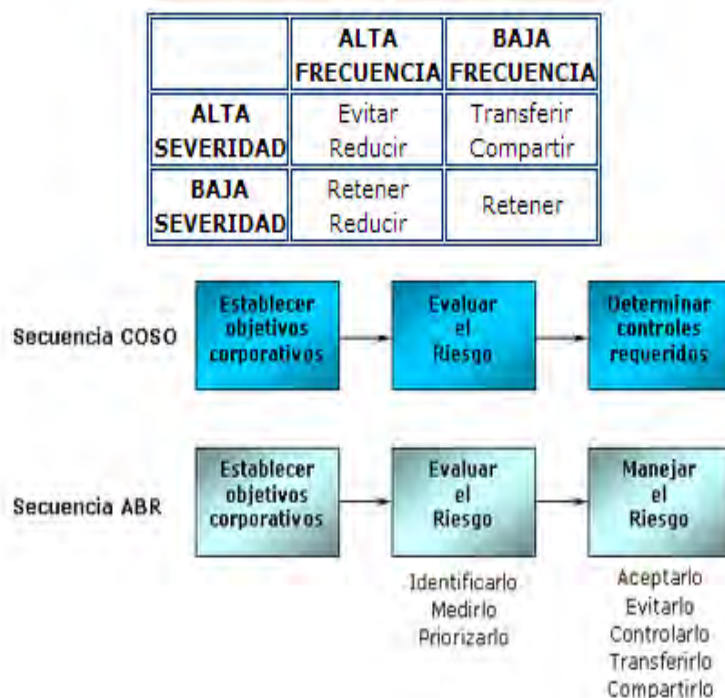 ALTA FRECUENCIA
BAJA FRECUENCIA
ALTA SEVERIDAD
Evitar
Reducir
Transferir
Compartir
BAJA SEVERIDAD
Retener
Reducir
Retener
Secuencia COSO
Establecer
objetivos
corporativos
Evaluar
el
Riesgo
Determinar
controles
requeridos
Secuencia ABR
Establecer
objetivos
corporativos
Evaluar
el
Riesgo
Manejar
el
Riesgo
Identificarlo
Medirlo
Priorizarlo
Aceptarlo
Evitarlo
Controlarlo
Transferirlo
Compartirlo